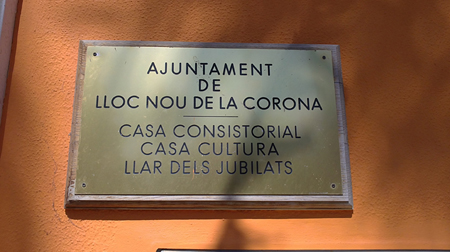 AJUNTAMENT
DE
LLOC NOU DE LA CORONA
CASA CONSISTORIAL
CASA CULTURA
LLAR DELS JUBILATS